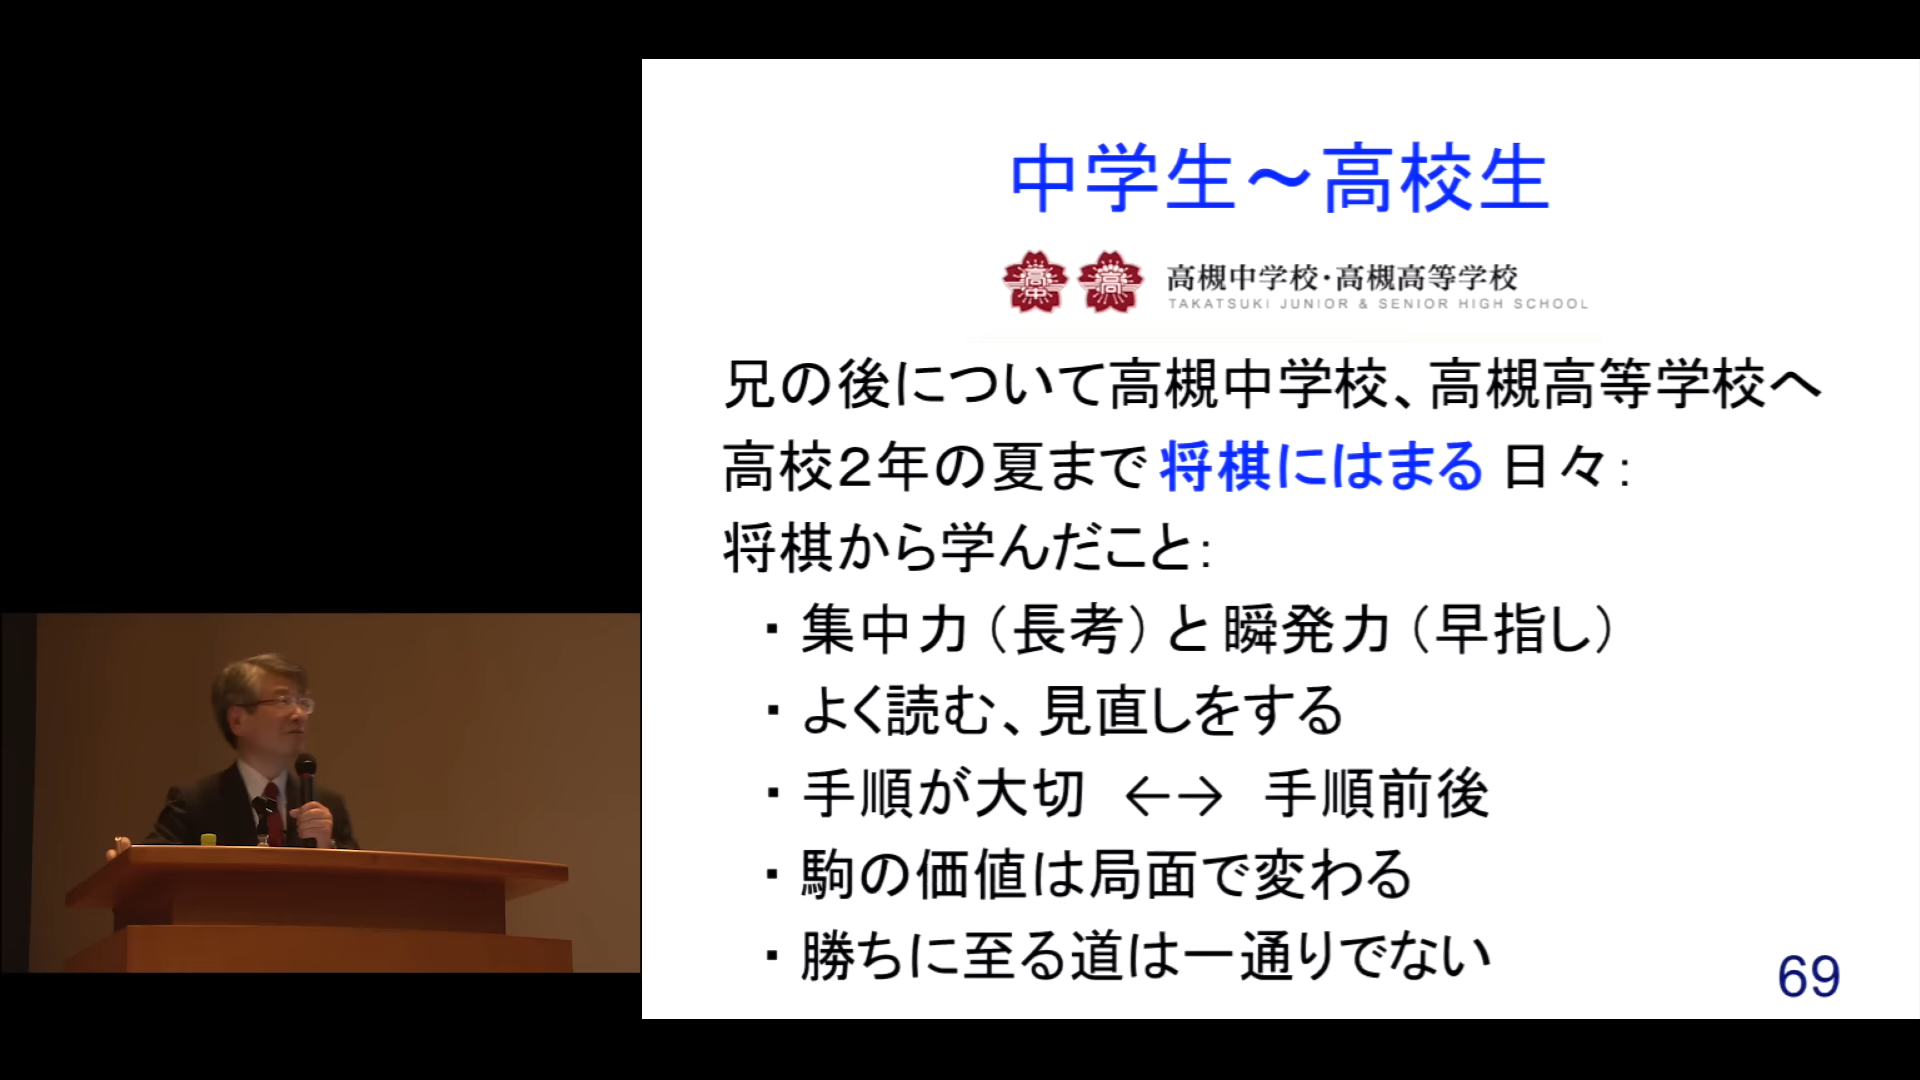 中学生～高校生
高中 高 高槻中学校・高槻高等学校
TAKATSUKI JUNIOR & SENIOR HIGH SCHOOL
兄の後について高槻中学校、高槻高等学校へ
高校２年の夏まで 将棋にはまる 日々：
将棋から学んだこと：
・集中力（長考）と 瞬発力（早指し）
・よく読む、見直しをする
・手順が大切 ←→ 手順前後
・駒の価値は局面で変わる
・勝ちに至る道は一通りでない
69